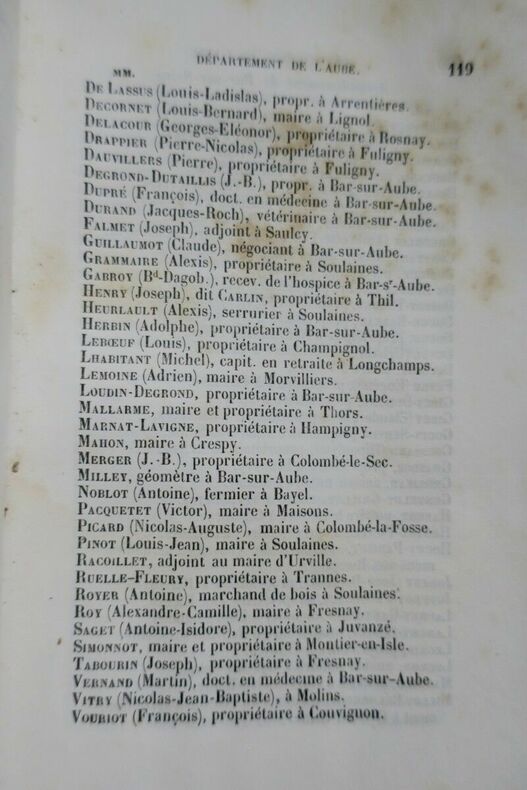 DÉPARTEMENT DE L'AUBE. 119
MM.
DE LASSUS (Louis-Ladislas), propr. à Arrentières.
DECORNET (Louis-Bernard), maire à Lignol.
DELACOUR (Georges-Eléonor), propriétaire à Rosnay.
DRAPPIER (Pierre-Nicolas), propriétaire à Fuligny.
DAUVILLERS (Pierre), propriétaire à Fuligny.
DEGROND-DUTAILLIS (J.-B.), propr. à Bar-sur-Aube.
DUPRÉ (François), doct. en médecine à Bar-sur-Aube.
DURAND (Jacques-Roch), vétérinaire à Bar-sur-Aube.
FALMET (Joseph), adjoint à Saulcy.
GUILLAUMOT (Claude), négociant à Bar-sur-Aube.
GRAMMAIRE (Alexis), propriétaire à Soulaines.
GABROY (Bd-Dagob.), recev. de l'hospice à Bar-sr-Aube.
HENRY (Joseph), dit CARLIN, propriétaire à Thil.
HEURLAULT (Alexis), serrurier à Soulaines.
HERBIN (Adolphe), propriétaire à Bar-sur-Aube.
LEBŒUF (Louis), propriétaire à Champignol.
LHABITANT (Michel), capit. en retraite à Longchamps.
LEMOINE (Adrien), maire à Morvilliers.
LOUDIN-DEGROND, propriétaire à Bar-sur-Aube.
MALLARME, maire et propriétaire à Thors.
MARNAT-LAVIGNE, propriétaire à Hampigny.
MAHON, maire à Crespy.
MERGER (J.-B.), propriétaire à Colombé-le-Sec.
MILLEY, géomètre à Bar-sur-Aube.
NOBLOT (Antoine), fermier à Bayel.
PACQUETET (Victor), maire à Maisons.
PICARD (Nicolas-Auguste), maire à Colombé-la-Fosse.
PINOT (Louis-Jean), maire à Soulaines.
RACOILLET, adjoint au maire d'Urville.
RUELLE-FLEURY, propriétaire à Trannes.
ROYER (Antoine), marchand de bois à Soulaines.
ROY (Alexandre-Camille), maire à Fresnay.
SAGET (Antoine-Isidore), propriétaire à Juvanzé.
SIMONNOT, maire et propriétaire à Montier-en-Isle.
TABOURIN (Joseph), propriétaire à Fresnay.
VERNAND (Martin), doct. en médecine à Bar-sur-Aube.
VITRY (Nicolas-Jean-Baptiste), à Molins.
VOURIOT (François), propriétaire à Couvignon.